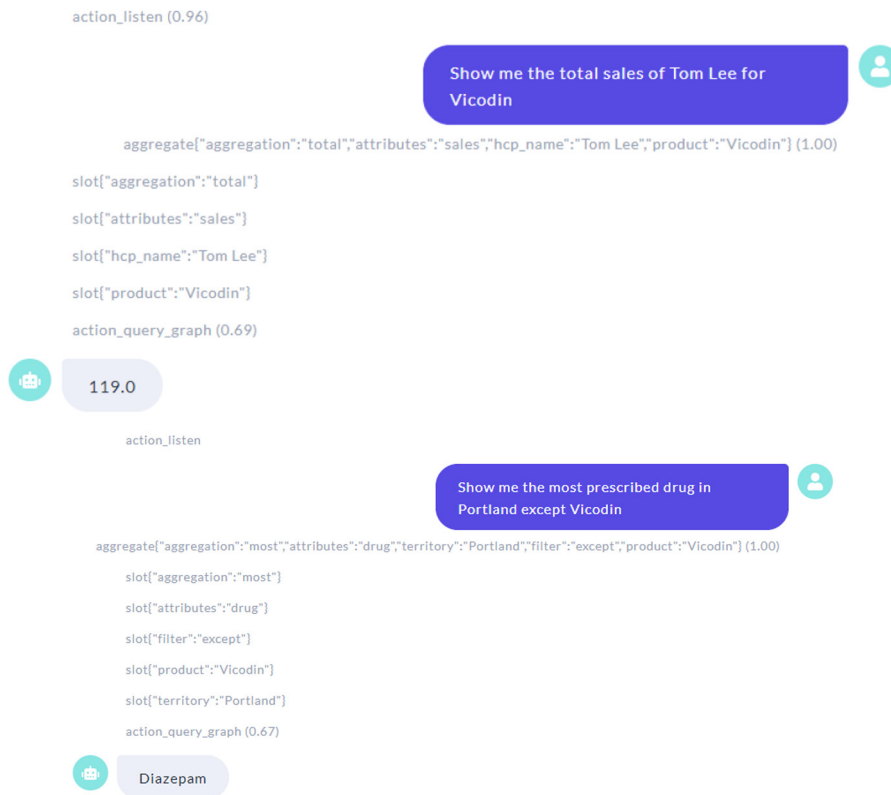 action_listen (0.96)
Show me the total sales of Tom Lee for
Vicodin
aggregate{"aggregation":"total","attributes":"sales","hcp_name":"Tom Lee","product":"Vicodin"} (1.00)
slot{"aggregation":"total"}
slot{"attributes":"sales"}
slot{"hcp_name":"Tom Lee"}
slot{"product":"Vicodin"}
action_query_graph (0.69)
119.0
action_listen
Show me the most prescribed drug in
Portland except Vicodin
aggregate{"aggregation":"most","attributes":"drug","territory":"Portland","filter":"except","product":"Vicodin"} (1.00)
slot{"aggregation":"most"}
slot{"attributes":"drug"}
slot{"filter":"except"}
slot{"product":"Vicodin"}
slot{"territory":"Portland"}
action_query_graph (0.67)
Diazepam